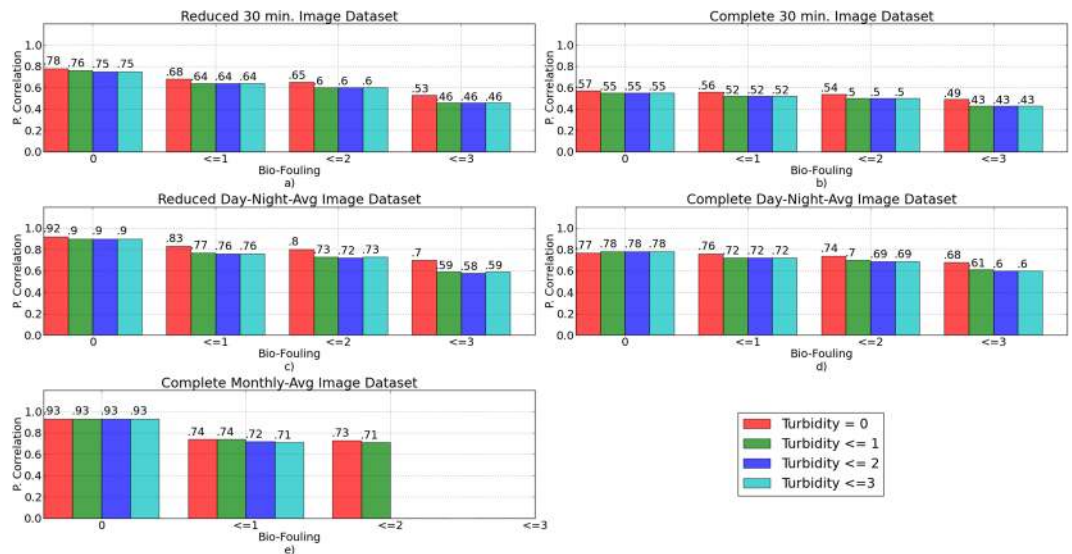 Reduced 30 min. Image Dataset
P. Correlation
1.0
0.8
0.6
0.4
0.2
0.0
.78 .76 .75 .75
.68 .64 .64 .64
.65 .6 .6 .6
.53 .46 .46 .46
0 <=1 <=2 <=3
Bio-Fouling
a)
Complete 30 min. Image Dataset
P. Correlation
1.0
0.8
0.6
0.4
0.2
0.0
.57 .55 .55 .55
.56 .52 .52 .52
.54 .5 .5 .5
.49 .43 .43 .43
0 <=1 <=2 <=3
Bio-Fouling
b)
Reduced Day-Night-Avg Image Dataset
P. Correlation
1.0
0.8
0.6
0.4
0.2
0.0
.92 .9 .9 .9
.83 .77 .76 .76
.8 .73 .72 .73
.7 .59 .58 .59
0 <=1 <=2 <=3
Bio-Fouling
c)
Complete Day-Night-Avg Image Dataset
P. Correlation
1.0
0.8
0.6
0.4
0.2
0.0
.77 .78 .78 .78
.76 .72 .72 .72
.74 .7 .69 .69
.68 .61 .6 .6
0 <=1 <=2 <=3
Bio-Fouling
d)
Complete Monthly-Avg Image Dataset
P. Correlation
1.0
0.8
0.6
0.4
0.2
0.0
.93 .93 .93 .93
.74 .74 .72 .71
.73 .71
0 <=1 <=2 <=3
Bio-Fouling
e)
Turbidity = 0
Turbidity <= 1
Turbidity <= 2
Turbidity <=3